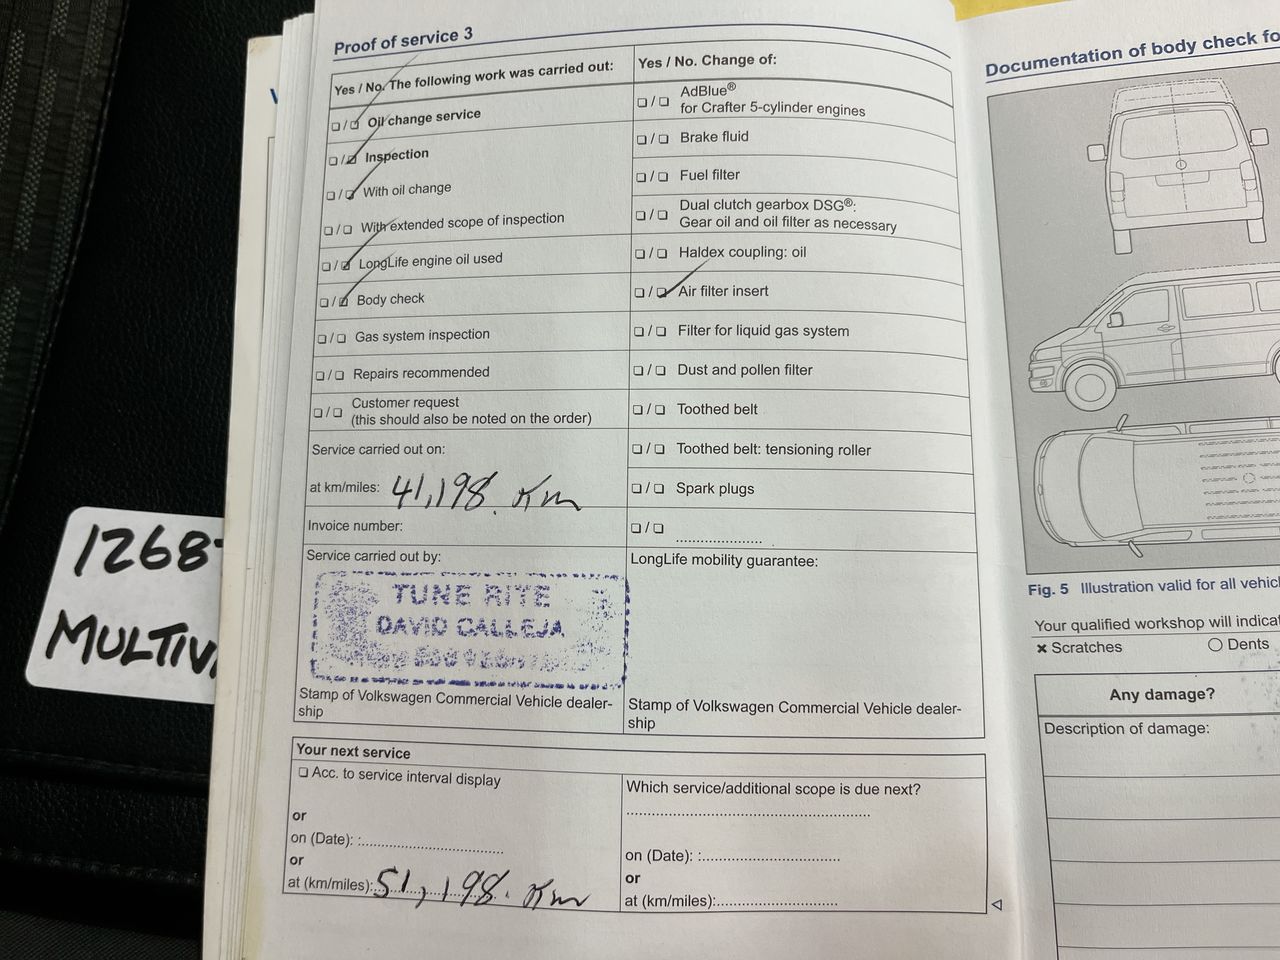 Proof of service 3
Yes / No. The following work was carried out:
☐ / ☑ Oil change service
☐ / ☑ Inspection
☐ / ☑ With oil change
☐ / ☐ With extended scope of inspection
☐ / ☑ LongLife engine oil used
☐ / ☑ Body check
☐ / ☐ Gas system inspection
☐ / ☐ Repairs recommended
☐ / ☐ Customer request
(this should also be noted on the order)
Service carried out on:
at km/miles: 41,198. Km
Invoice number:
Service carried out by:
TUNE RITE
DAVID CALLEJA
Stamp of Volkswagen Commercial Vehicle dealer-
ship
Yes / No. Change of:
☐ / ☐ AdBlue®
for Crafter 5-cylinder engines
☐ / ☐ Brake fluid
☐ / ☐ Fuel filter
☐ / ☐ Dual clutch gearbox DSG®:
Gear oil and oil filter as necessary
☐ / ☐ Haldex coupling: oil
☐ / ☑ Air filter insert
☐ / ☐ Filter for liquid gas system
☐ / ☐ Dust and pollen filter
☐ / ☐ Toothed belt
☐ / ☐ Toothed belt: tensioning roller
☐ / ☐ Spark plugs
☐ / ☐ .....................
LongLife mobility guarantee:
Stamp of Volkswagen Commercial Vehicle dealer-
ship
Your next service
☐ Acc. to service interval display
or
on (Date): :....................................
or
at (km/miles): 51,198. Km
Which service/additional scope is due next?
............................................................
on (Date): :..................................
or
at (km/miles):..............................
Documentation of body check fo
Fig. 5 Illustration valid for all vehicl
Your qualified workshop will indica
× Scratches
○ Dents
Any damage?
Description of damage:
1268-
MULTIV